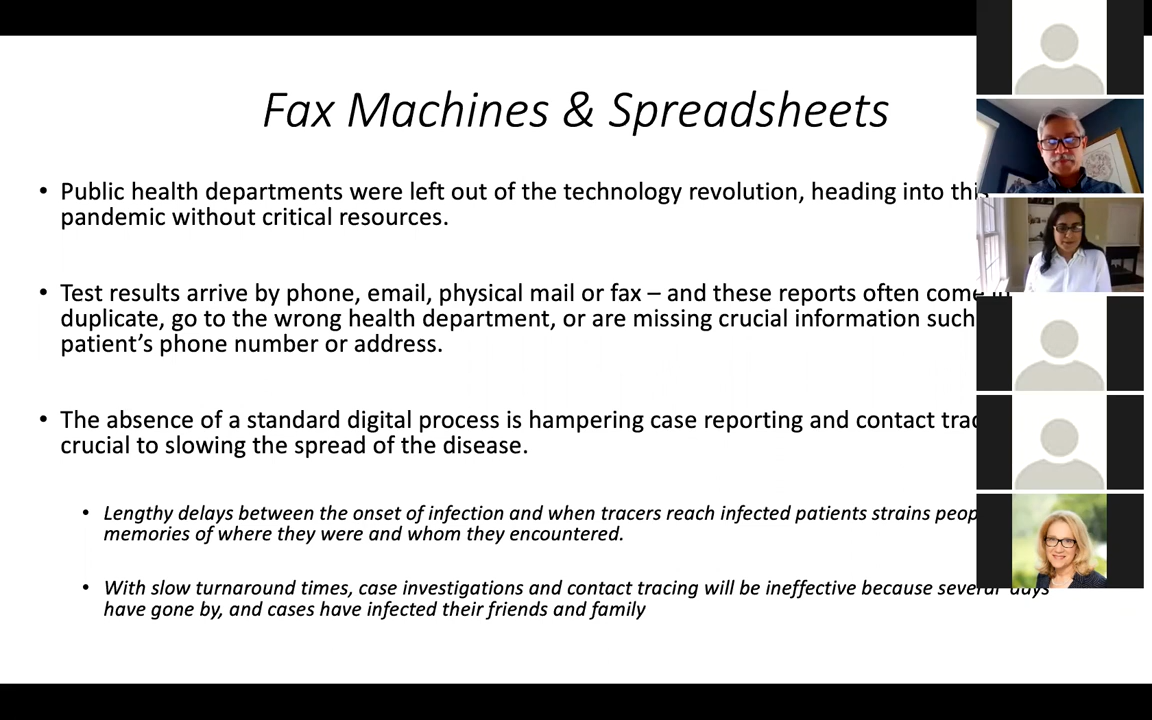 Fax Machines & Spreadsheets
• Public health departments were left out of the technology revolution, heading into this
pandemic without critical resources.
• Test results arrive by phone, email, physical mail or fax – and these reports often come in
duplicate, go to the wrong health department, or are missing crucial information such
patient’s phone number or address.
• The absence of a standard digital process is hampering case reporting and contact
crucial to slowing the spread of the disease.
• Lengthy delays between the onset of infection and when tracers reach infected patients strains
memories of where they were and whom they encountered.
• With slow turnaround times, case investigations and contact tracing will be ineffective because several days
have gone by, and cases have infected their friends and family